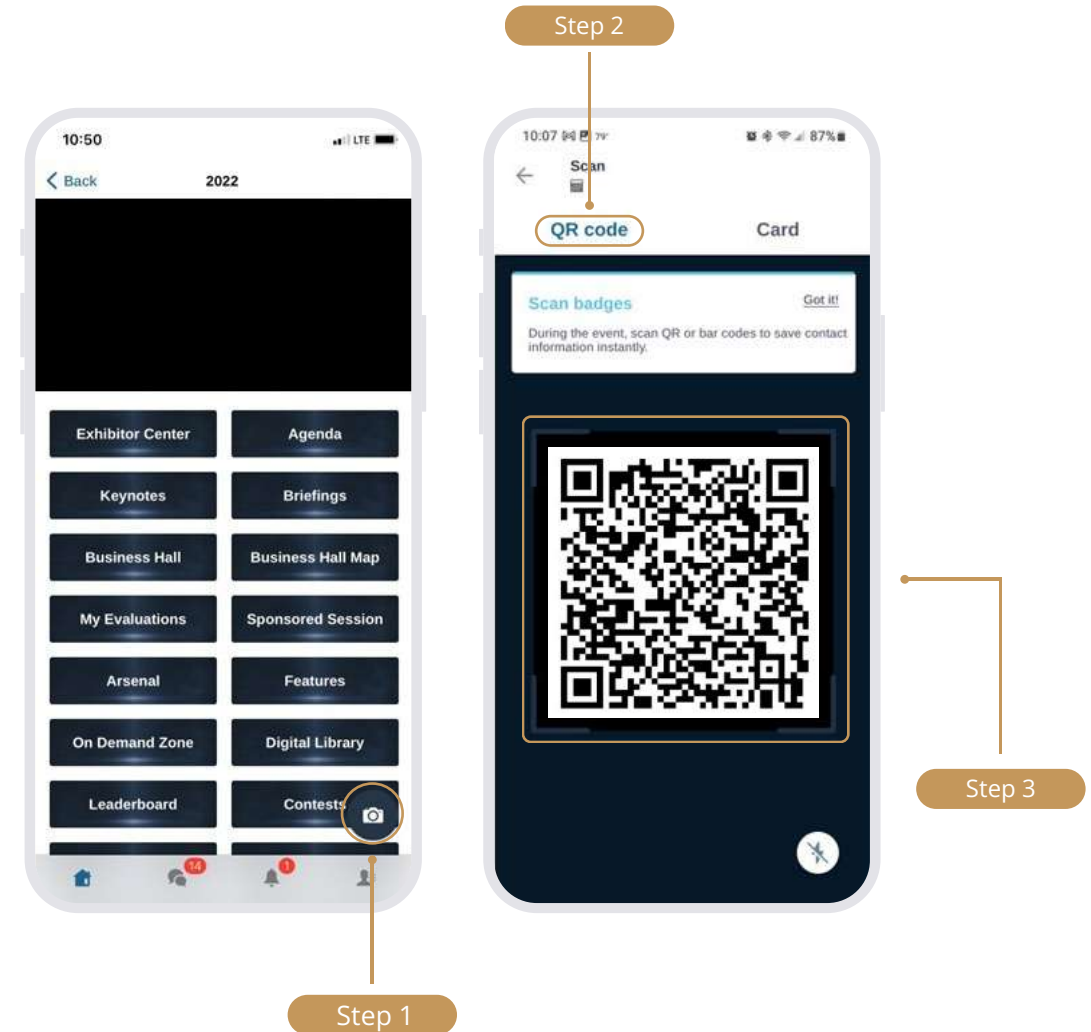 Step 2
10:50
LTE
Back
2022
Exhibitor Center
Agenda
Keynotes
Briefings
Business Hall
Business Hall Map
My Evaluations
Sponsored Session
Arsenal
Features
On Demand Zone
Digital Library
Leaderboard
Contests
14
1
10:07
87%
Scan
QR code
Card
Scan badges
Got it!
During the event, scan QR or bar codes to save contact
information instantly.
Step 3
Step 1